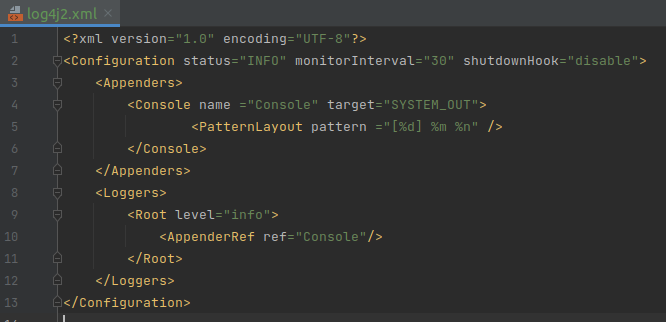 log4j2.xml
1 <?xml version="1.0" encoding="UTF-8"?>
2 <Configuration status="INFO" monitorInterval="30" shutdownHook="disable">
3 <Appenders>
4 <Console name ="Console" target="SYSTEM_OUT">
5 <PatternLayout pattern ="[%d] %m %n" />
6 </Console>
7 </Appenders>
8 <Loggers>
9 <Root level="info">
10 <AppenderRef ref="Console"/>
11 </Root>
12 </Loggers>
13 </Configuration>
14